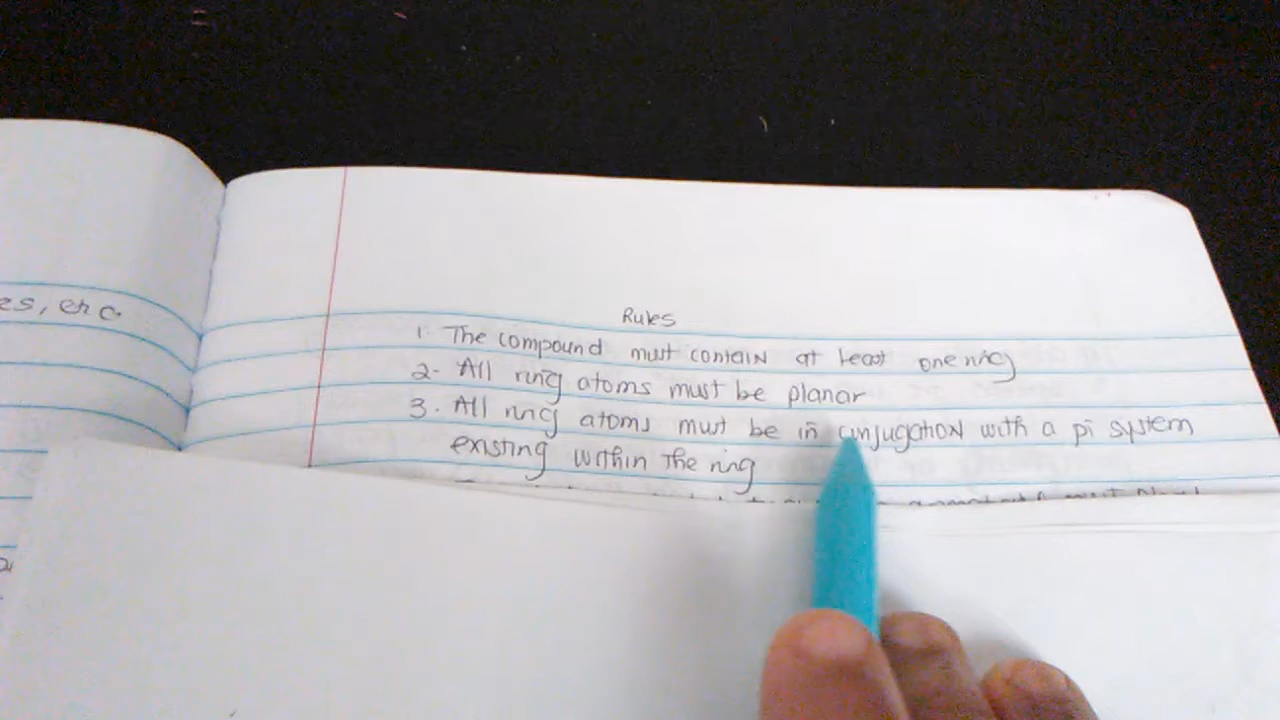 es, etc.
Rules
1. The compound must contain at least one ring
2. All ring atoms must be planar
3. All ring atoms must be in conjugation with a pi system
existing within the ring